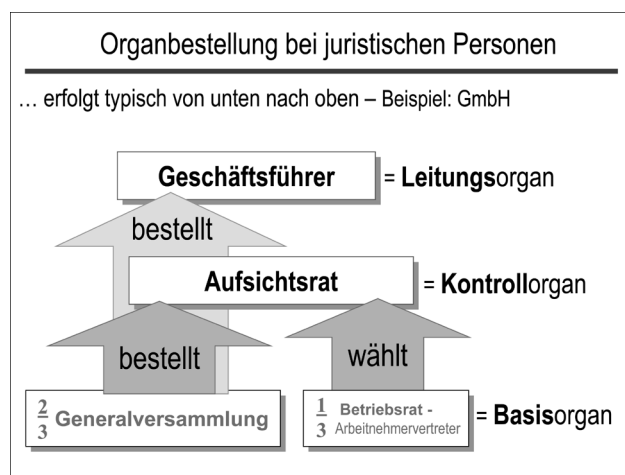 Organbestellung bei juristischen Personen
… erfolgt typisch von unten nach oben – Beispiel: GmbH
Geschäftsführer = Leitungsorgan
bestellt
Aufsichtsrat = Kontrollorgan
bestellt wählt
2/3 Generalversammlung
1/3 Betriebsrat -
Arbeitnehmervertreter
= Basisorgan